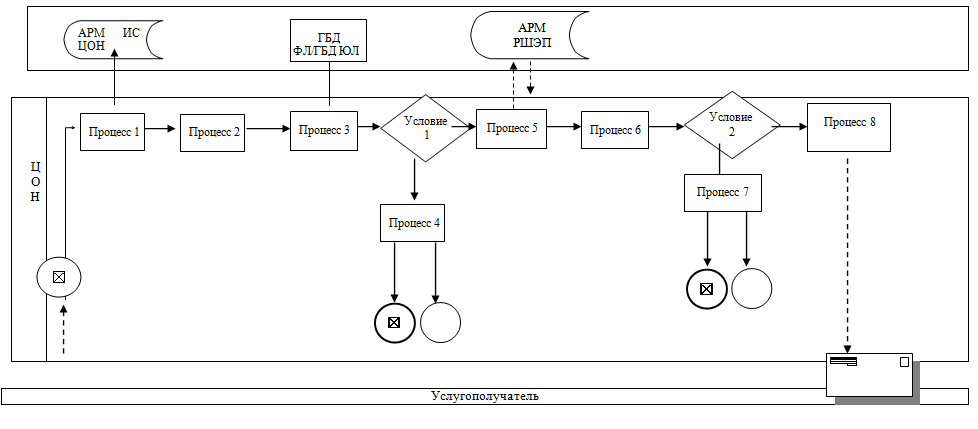 АРМ ИС
ЦОН
ГБД
ФЛ/ГБД ЮЛ
АРМ
РШЭП
Ц
О
Н
Процесс 1
Процесс 2
Процесс 3
Условие
1
Процесс 5
Процесс 6
Условие
2
Процесс 8
Процесс 4
Процесс 7
Услугополучатель